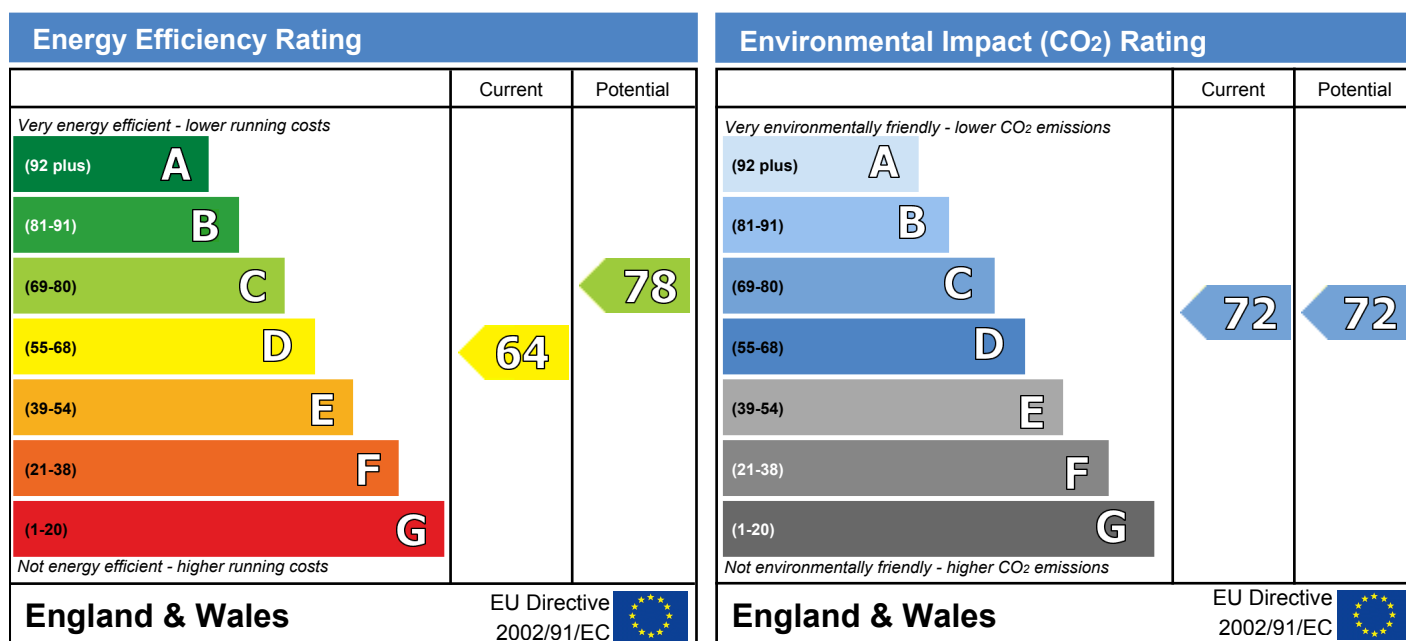 Energy Efficiency Rating
Current Potential
Very energy efficient - lower running costs
(92 plus) A
(81-91) B
(69-80) C
78
(55-68) D
64
(39-54) E
(21-38) F
(1-20) G
Not energy efficient - higher running costs
England & Wales
EU Directive
2002/91/EC
Environmental Impact (CO₂) Rating
Current Potential
Very environmentally friendly - lower CO₂ emissions
(92 plus) A
(81-91) B
(69-80) C
72 72
(55-68) D
(39-54) E
(21-38) F
(1-20) G
Not environmentally friendly - higher CO₂ emissions
England & Wales
EU Directive
2002/91/EC